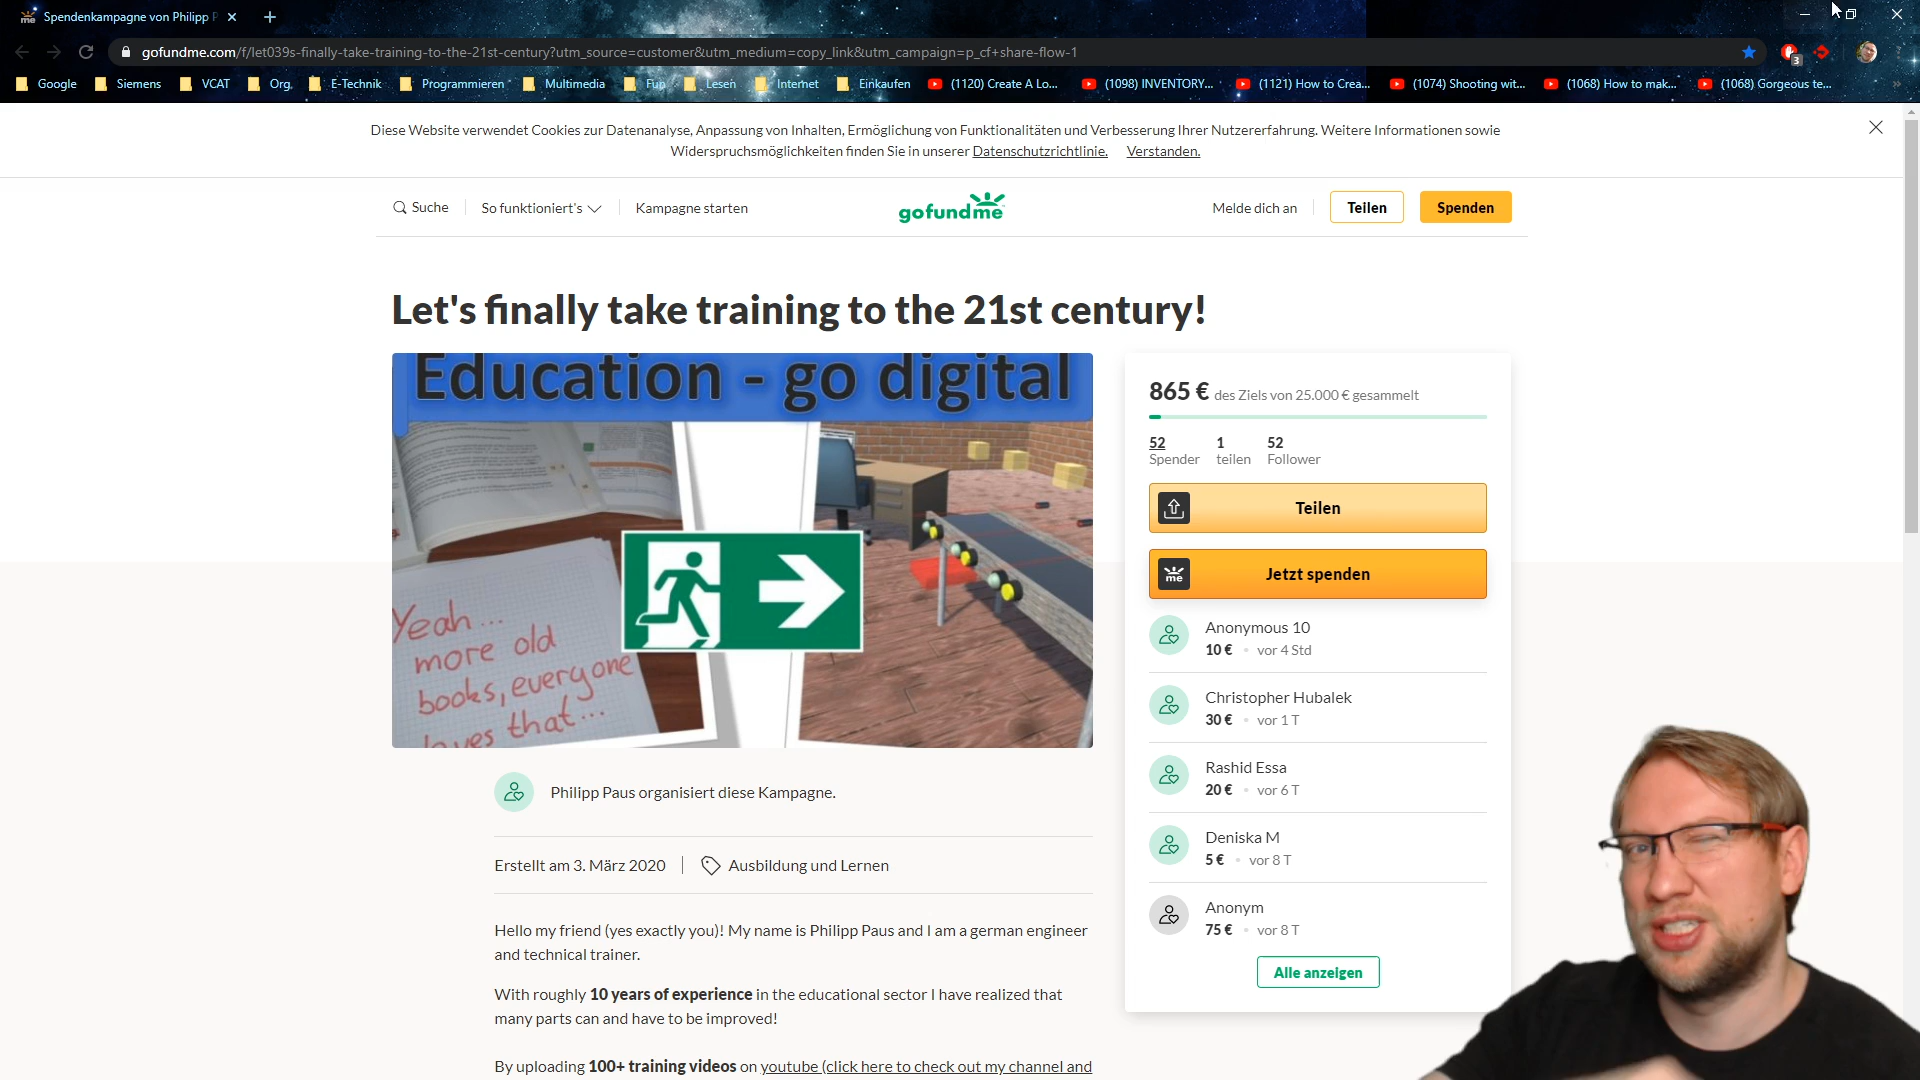 Spendenkampagne von Philipp P
gofundme.com/f/let039s-finally-take-training-to-the-21st-century?utm_source=customer&utm_medium=copy_link&utm_campaign=p_cf+share-flow-1
3
Google Siemens VCAT Org. E-Technik Programmieren Multimedia Fun Lesen Internet Einkaufen (1120) Create A Lo... (1098) INVENTORY... (1121) How to Crea... (1074) Shooting wit... (1068) How to mak... (1068) Gorgeous te...
Diese Website verwendet Cookies zur Datenanalyse, Anpassung von Inhalten, Ermöglichung von Funktionalitäten und Verbesserung Ihrer Nutzererfahrung. Weitere Informationen sowie
Widerspruchsmöglichkeiten finden Sie in unserer Datenschutzrichtlinie. Verstanden.
Suche So funktioniert's Kampagne starten gofundme Melde dich an Teilen Spenden
Let's finally take training to the 21st century!
Education - go digital
Yeah...
more old
books, everyone
loves that...
865 € des Ziels von 25.000 € gesammelt
52 1 52
Spender teilen Follower
Teilen
me Jetzt spenden
Anonymous 10
10 € • vor 4 Std
Christopher Hubalek
30 € • vor 1 T
Rashid Essa
20 € • vor 6 T
Deniska M
5 € • vor 8 T
Anonym
75 € • vor 8 T
Alle anzeigen
Philipp Paus organisiert diese Kampagne.
Erstellt am 3. März 2020 Ausbildung und Lernen
Hello my friend (yes exactly you)! My name is Philipp Paus and I am a german engineer
and technical trainer.
With roughly 10 years of experience in the educational sector I have realized that
many parts can and have to be improved!
By uploading 100+ training videos on youtube (click here to check out my channel and